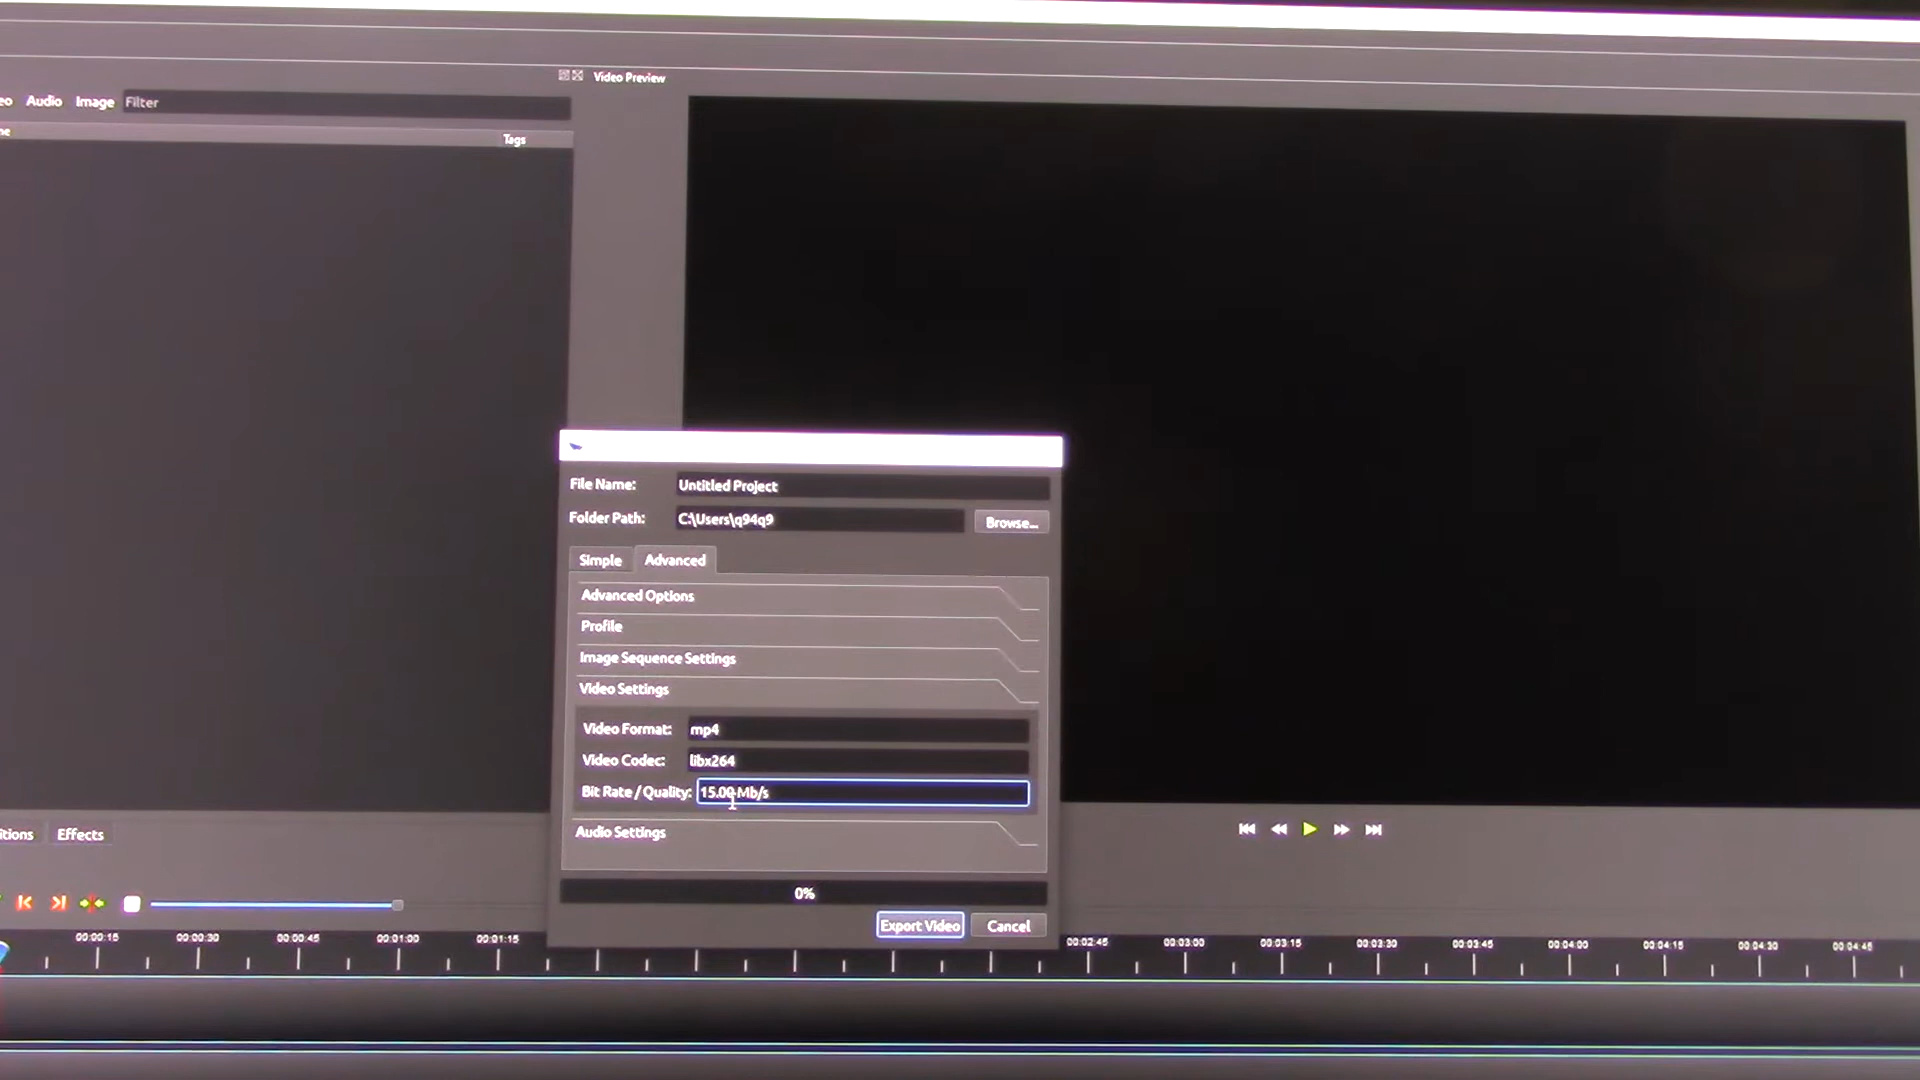 Video Preview
eo Audio Image Filter
me Tags
File Name: Untitled Project
Folder Path: C:\Users\q94q9 Browse...
Simple Advanced
Advanced Options
Profile
Image Sequence Settings
Video Settings
Video Format: mp4
Video Codec: libx264
Bit Rate / Quality: 15.00 Mb/s
Audio Settings
itions Effects
0%
Export Video Cancel
00:00:15 00:00:30 00:00:45 00:01:00 00:01:15 00:02:45 00:03:00 00:03:15 00:03:30 00:03:45 00:04:00 00:04:15 00:04:30 00:04:45